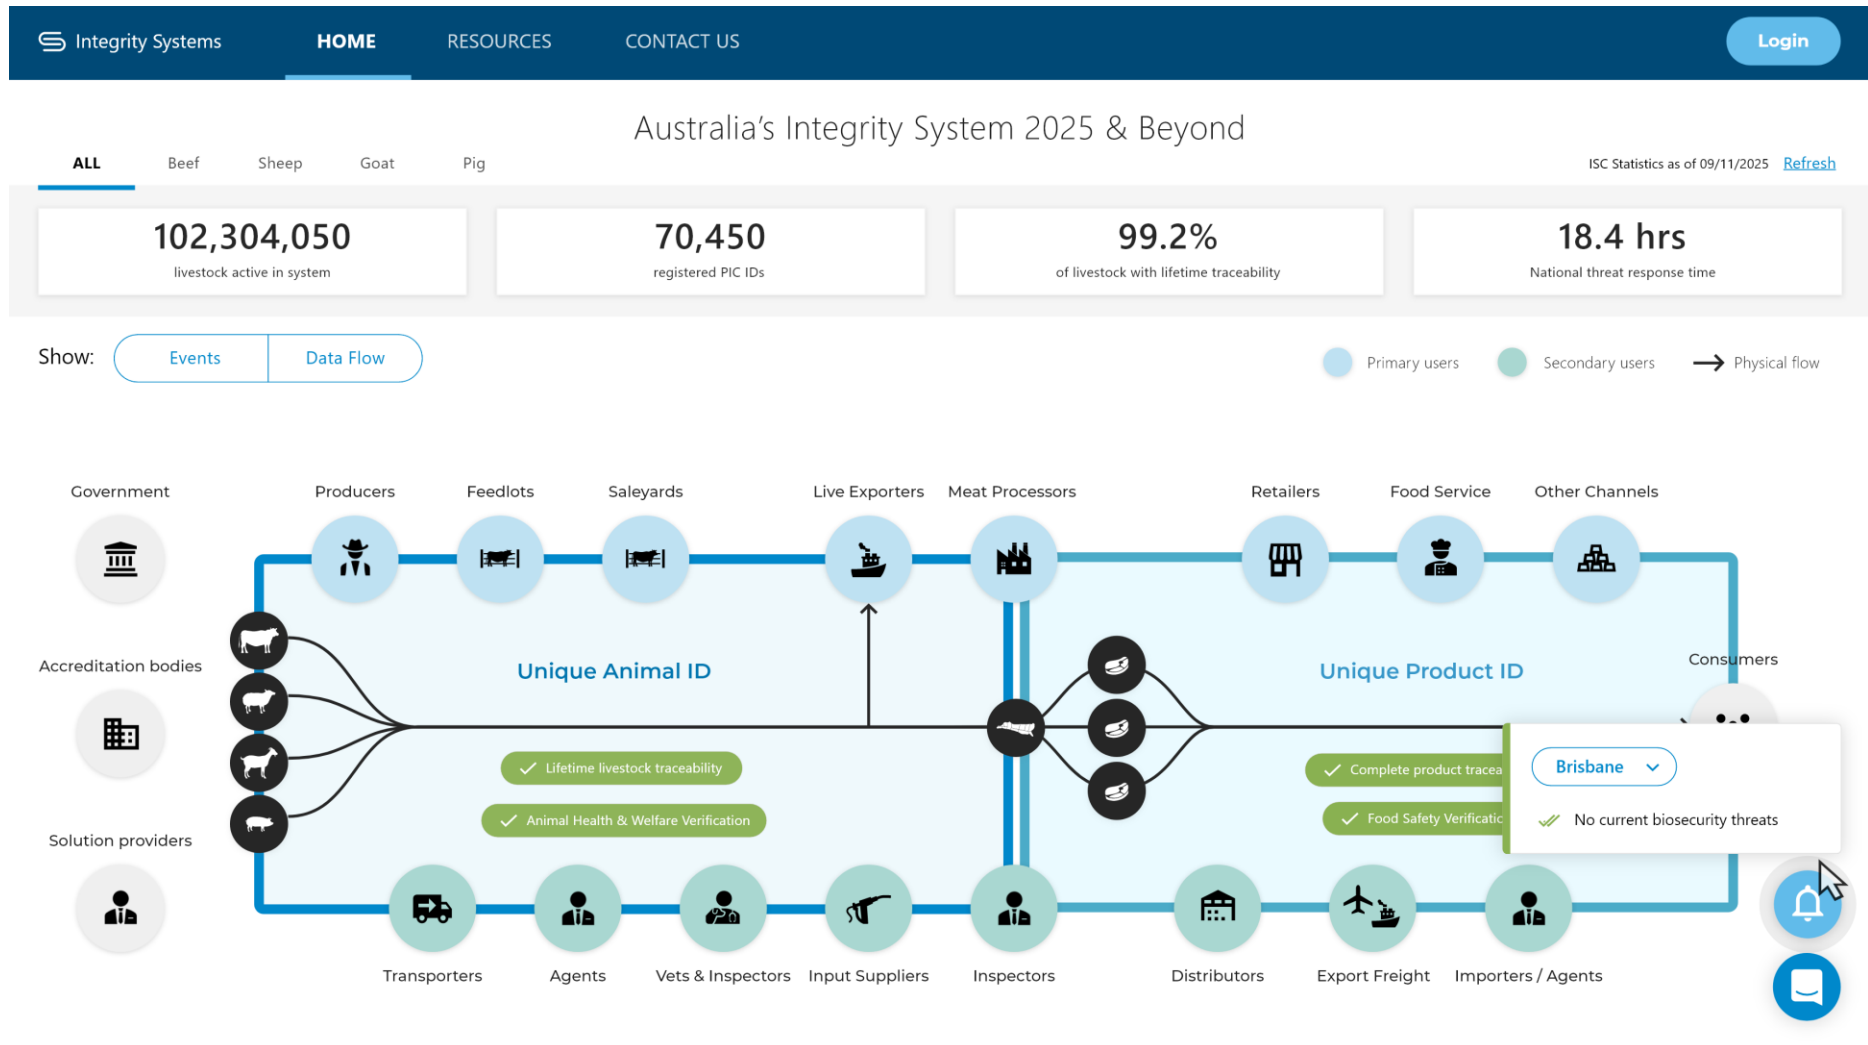 Integrity Systems HOME RESOURCES CONTACT US Login
Australia’s Integrity System 2025 & Beyond
ALL Beef Sheep Goat Pig
ISC Statistics as of 09/11/2025 Refresh
102,304,050
livestock active in system
70,450
registered PIC IDs
99.2%
of livestock with lifetime traceability
18.4 hrs
National threat response time
Show: Events Data Flow
Primary users Secondary users Physical flow
Government Producers Feedlots Saleyards Live Exporters Meat Processors Retailers Food Service Other Channels
Accreditation bodies
Unique Animal ID
Unique Product ID
Consumers
Lifetime livestock traceability
Animal Health & Welfare Verification
Complete product tracea
Food Safety Verificatio
Brisbane
No current biosecurity threats
Solution providers
Transporters Agents Vets & Inspectors Input Suppliers Inspectors Distributors Export Freight Importers / Agents